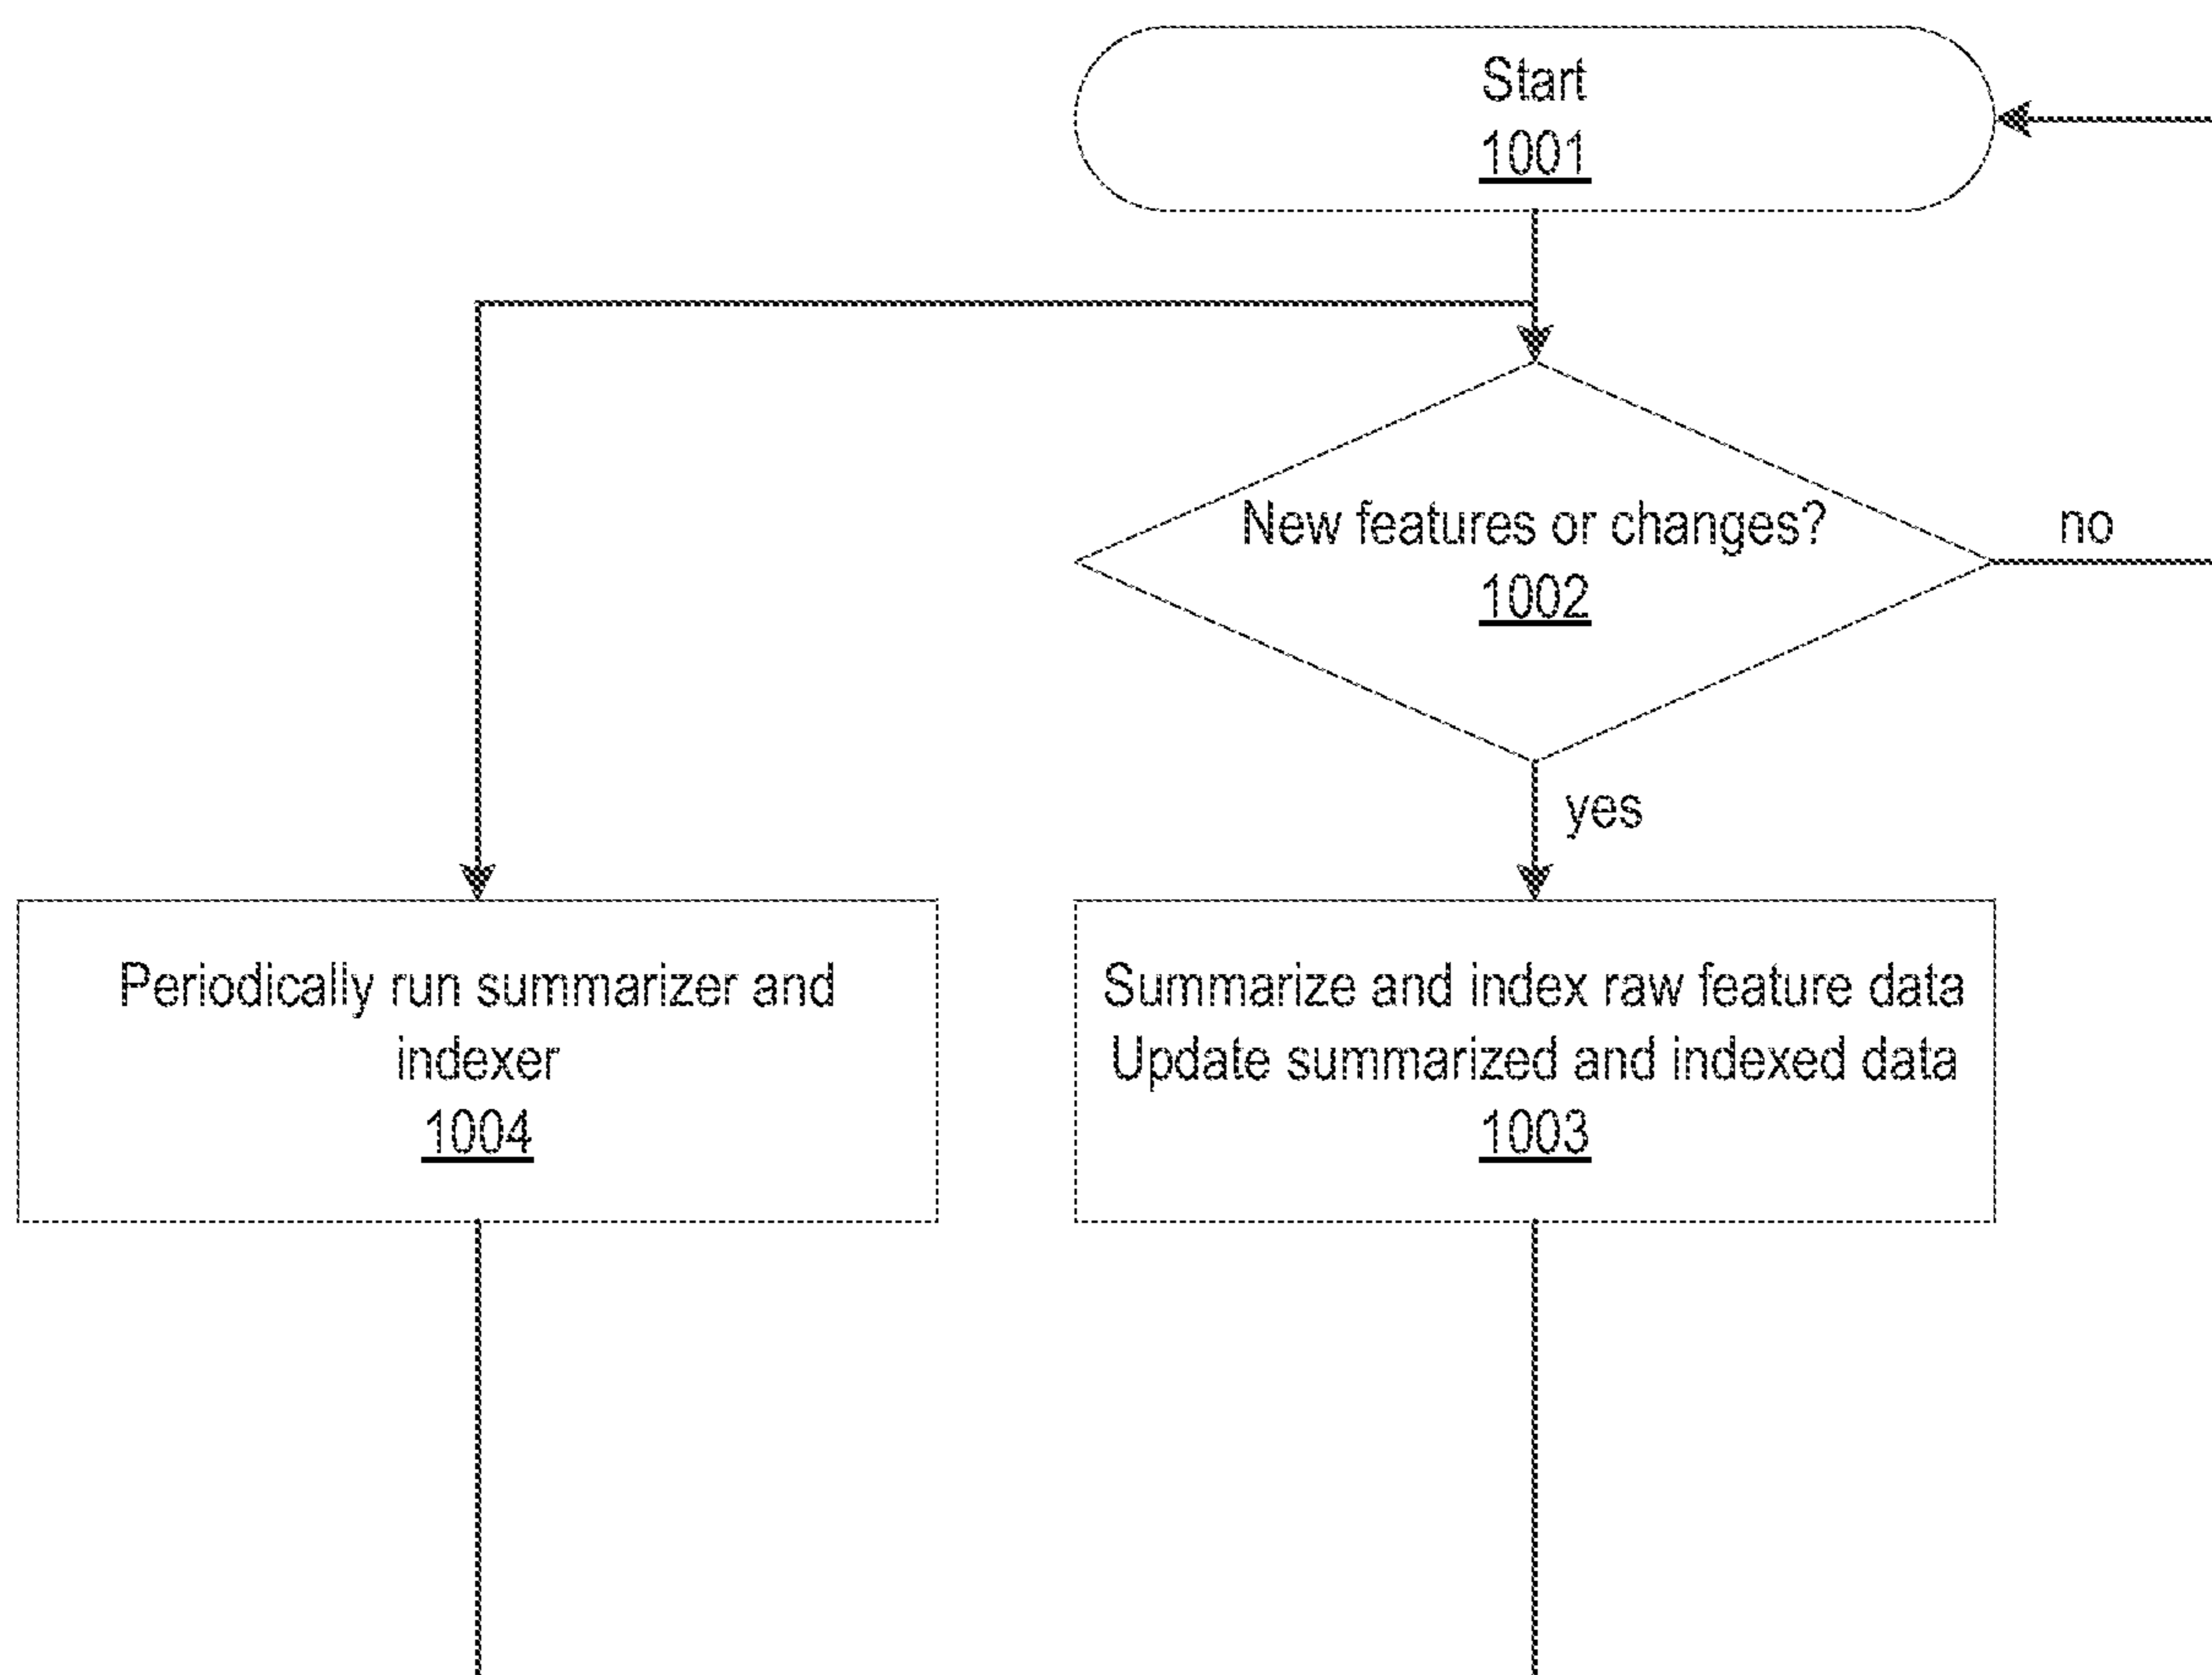 Start
1001
New features or changes?
1002
no
yes
Periodically run summarizer and
indexer
1004
Summarize and index raw feature data
Update summarized and indexed data
1003